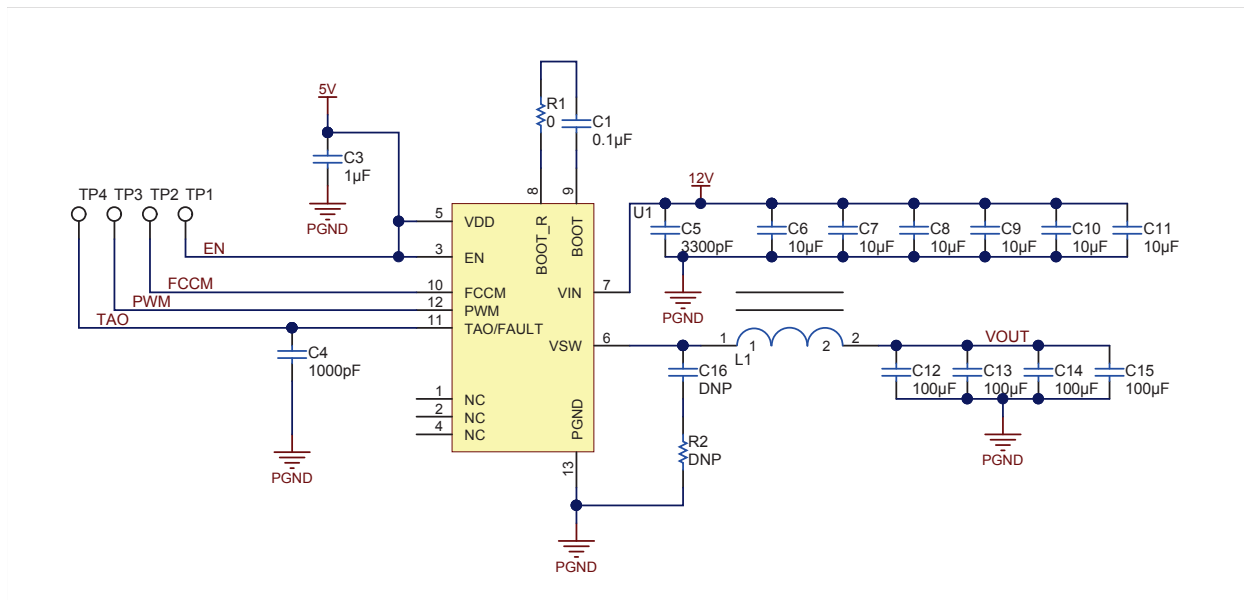 5V
C3
1µF
PGND
TP4 TP3 TP2 TP1
EN
FCCM
PWM
TAO
C4
1000pF
PGND
R1
0
C1
0.1µF
8
9
BOOT_R
BOOT
U1
5
VDD
3
EN
10
FCCM
12
PWM
11
TAO/FAULT
1
NC
2
NC
4
NC
VIN
7
VSW
6
PGND
13
PGND
12V
C5
3300pF
C6
10µF
C7
10µF
C8
10µF
C9
10µF
C10
10µF
C11
10µF
PGND
1
1
2
2
L1
C16
DNP
R2
DNP
VOUT
C12
100µF
C13
100µF
C14
100µF
C15
100µF
PGND